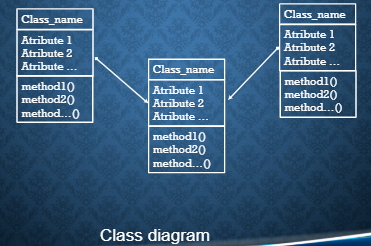 Class_name
Atribute 1
Atribute 2
Atribute ...
method1()
method2()
method...()
Class_name
Atribute 1
Atribute 2
Atribute ...
method1()
method2()
method...()
Class_name
Atribute 1
Atribute 2
Atribute ...
method1()
method2()
method...()
Class diagram